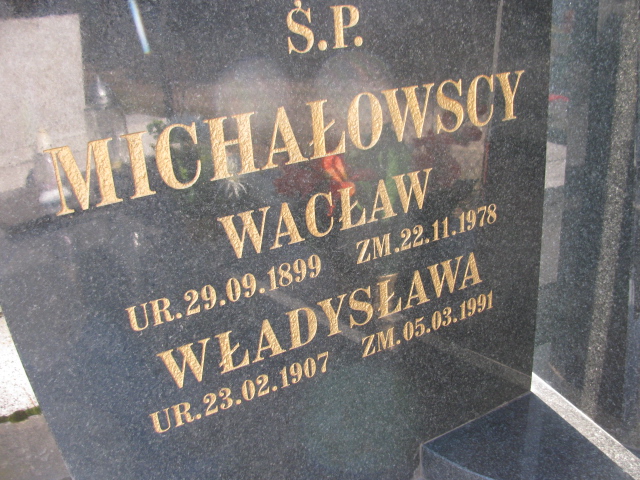 Ś.P.
MICHAŁOWSCY
WACŁAW
UR.29.09.1899 ZM.22.11.1978
WŁADYSŁAWA
UR.23.02.1907 ZM.05.03.1991